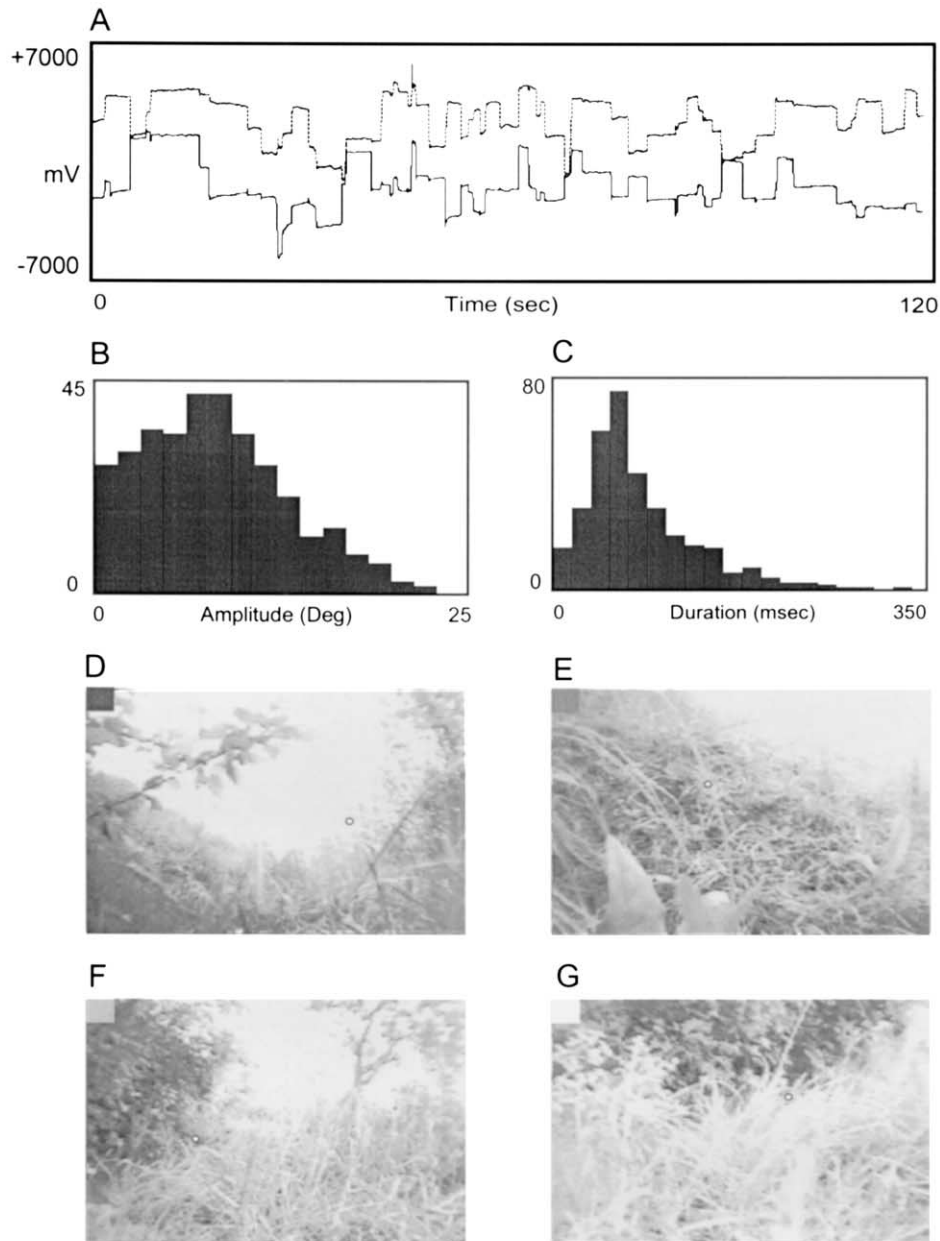 A
+7000
mV
-7000
0 Time (sec) 120
B
C
45
80
0
0
0 Amplitude (Deg) 25
0 Duration (msec) 350
D
E
F
G